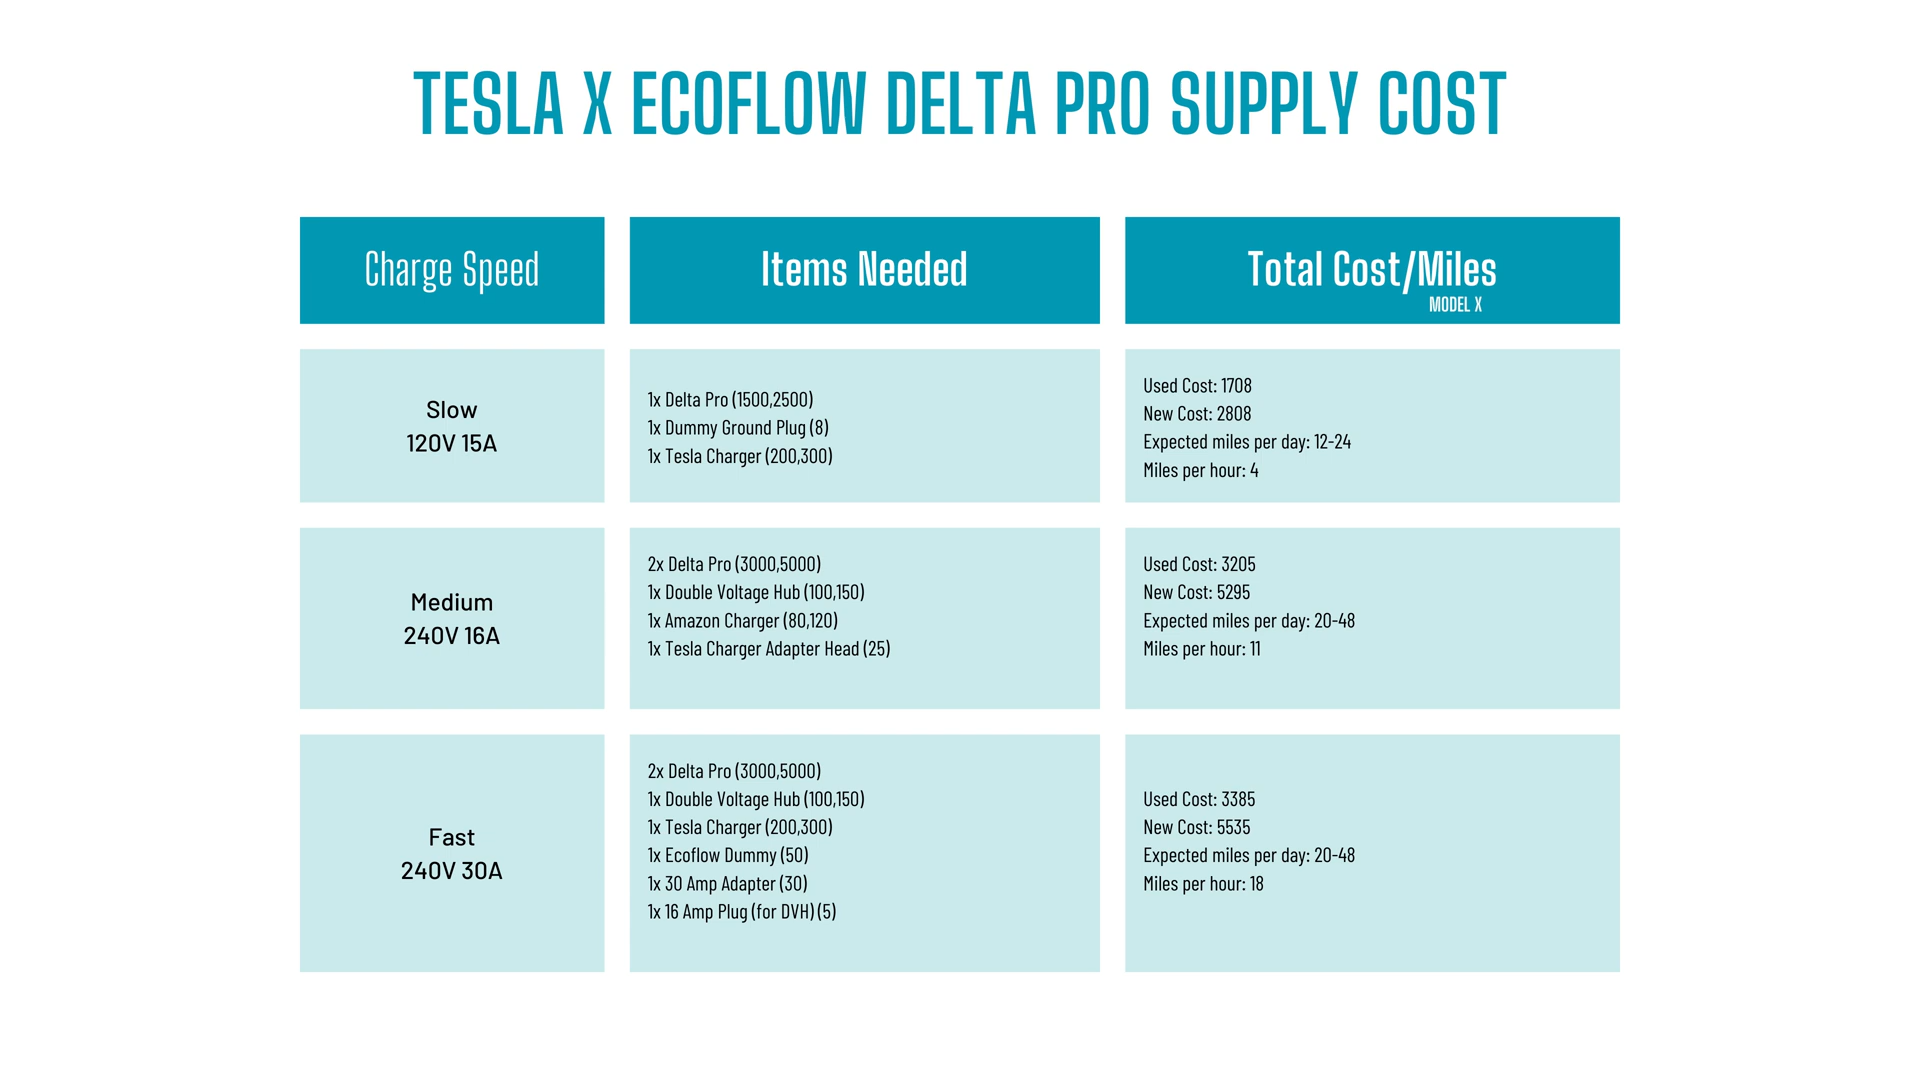 TESLA X ECOFLOW DELTA PRO SUPPLY COST
Charge Speed
Items Needed
Total Cost/Miles
MODEL X
Slow
120V 15A
1x Delta Pro (1500,2500)
1x Dummy Ground Plug (8)
1x Tesla Charger (200,300)
Used Cost: 1708
New Cost: 2808
Expected miles per day: 12-24
Miles per hour: 4
Medium
240V 16A
2x Delta Pro (3000,5000)
1x Double Voltage Hub (100,150)
1x Amazon Charger (80,120)
1x Tesla Charger Adapter Head (25)
Used Cost: 3205
New Cost: 5295
Expected miles per day: 20-48
Miles per hour: 11
Fast
240V 30A
2x Delta Pro (3000,5000)
1x Double Voltage Hub (100,150)
1x Tesla Charger (200,300)
1x Ecoflow Dummy (50)
1x 30 Amp Adapter (30)
1x 16 Amp Plug (for DVH) (5)
Used Cost: 3385
New Cost: 5535
Expected miles per day: 20-48
Miles per hour: 18